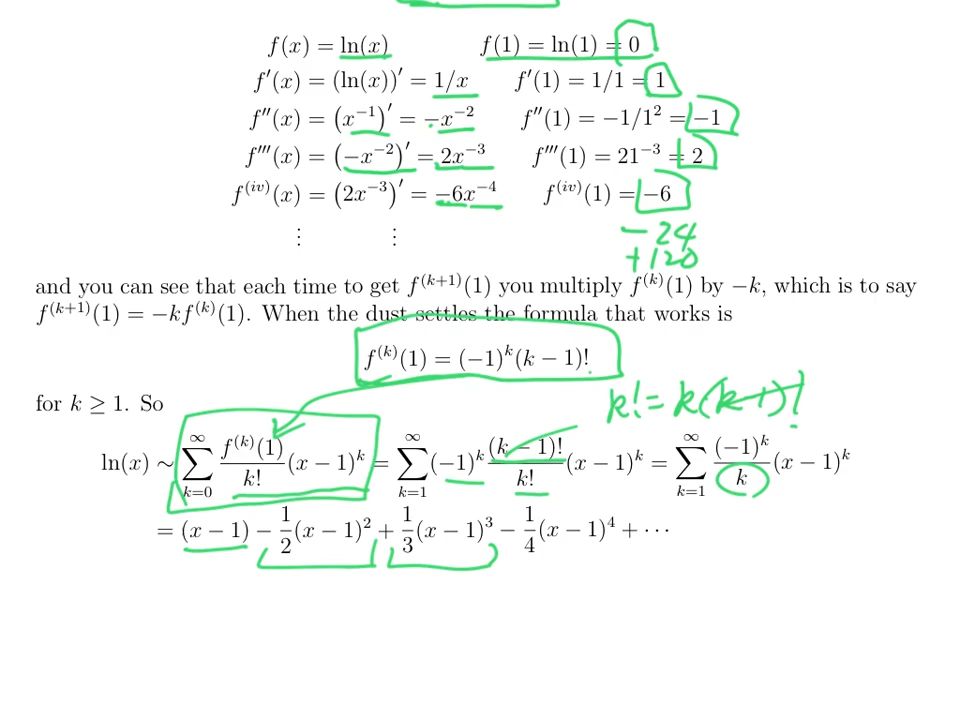 f(x) = ln(x) f(1) = ln(1) = 0
f′(x) = (ln(x))′ = 1/x f′(1) = 1/1 = 1
f″(x) = (x⁻¹)′ = −x⁻² f″(1) = −1/1² = −1
f‴(x) = (−x⁻²)′ = 2x⁻³ f‴(1) = 21⁻³ = 2
f^(iv)(x) = (2x⁻³)′ = −6x⁻⁴ f^(iv)(1) = −6
⋮ ⋮ − 24
+120
and you can see that each time to get f^(k+1)(1) you multiply f^(k)(1) by −k, which is to say
f^(k+1)(1) = −kf^(k)(1). When the dust settles the formula that works is
f^(k)(1) = (−1)^k(k − 1)!
for k ≥ 1. So
k! = k(k-1)!
ln(x) ∼ ∑_{k=0}^{∞} f^(k)(1)/k! (x − 1)^k = ∑_{k=1}^{∞} (−1)^k (k − 1)!/k! (x − 1)^k = ∑_{k=1}^{∞} (−1)^k/k (x − 1)^k
= (x − 1) − 1/2 (x − 1)² + 1/3 (x − 1)³ − 1/4 (x − 1)⁴ + ⋯